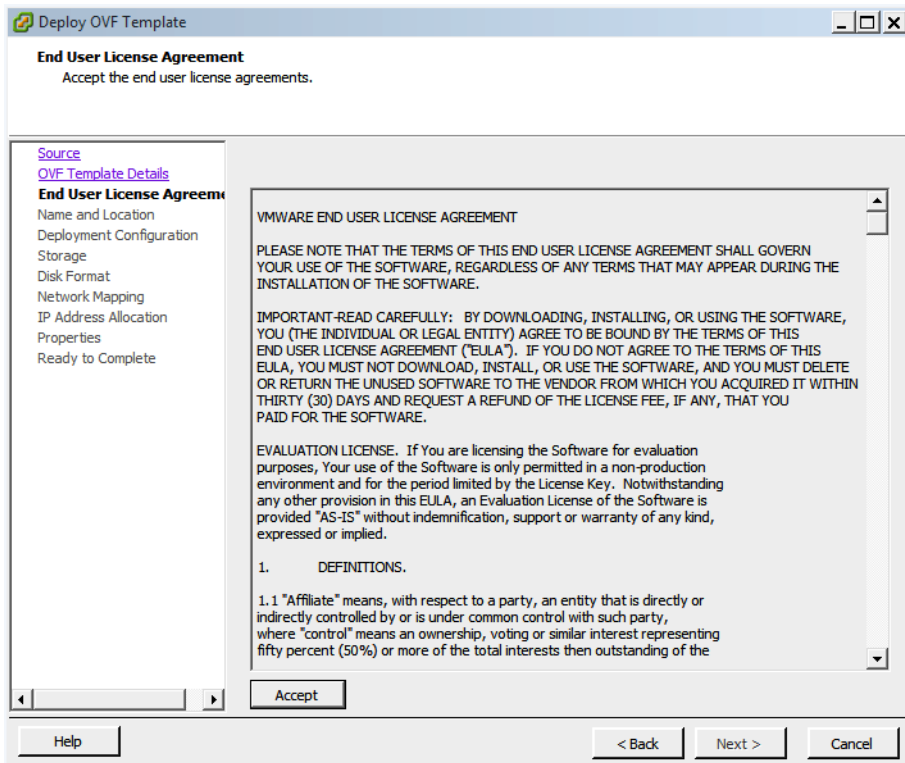 Deploy OVF Template
End User License Agreement
Accept the end user license agreements.
Source
OVF Template Details
End User License Agreeme
Name and Location
Deployment Configuration
Storage
Disk Format
Network Mapping
IP Address Allocation
Properties
Ready to Complete
VMWARE END USER LICENSE AGREEMENT
PLEASE NOTE THAT THE TERMS OF THIS END USER LICENSE AGREEMENT SHALL GOVERN
YOUR USE OF THE SOFTWARE, REGARDLESS OF ANY TERMS THAT MAY APPEAR DURING THE
INSTALLATION OF THE SOFTWARE.
IMPORTANT-READ CAREFULLY: BY DOWNLOADING, INSTALLING, OR USING THE SOFTWARE,
YOU (THE INDIVIDUAL OR LEGAL ENTITY) AGREE TO BE BOUND BY THE TERMS OF THIS
END USER LICENSE AGREEMENT ("EULA"). IF YOU DO NOT AGREE TO THE TERMS OF THIS
EULA, YOU MUST NOT DOWNLOAD, INSTALL, OR USE THE SOFTWARE, AND YOU MUST DELETE
OR RETURN THE UNUSED SOFTWARE TO THE VENDOR FROM WHICH YOU ACQUIRED IT WITHIN
THIRTY (30) DAYS AND REQUEST A REFUND OF THE LICENSE FEE, IF ANY, THAT YOU
PAID FOR THE SOFTWARE.
EVALUATION LICENSE. If You are licensing the Software for evaluation
purposes, Your use of the Software is only permitted in a non-production
environment and for the period limited by the License Key. Notwithstanding
any other provision in this EULA, an Evaluation License of the Software is
provided "AS-IS" without indemnification, support or warranty of any kind,
expressed or implied.
1. DEFINITIONS.
1.1 "Affiliate" means, with respect to a party, an entity that is directly or
indirectly controlled by or is under common control with such party,
where "control" means an ownership, voting or similar interest representing
fifty percent (50%) or more of the total interests then outstanding of the
Accept
Help
< Back
Next >
Cancel